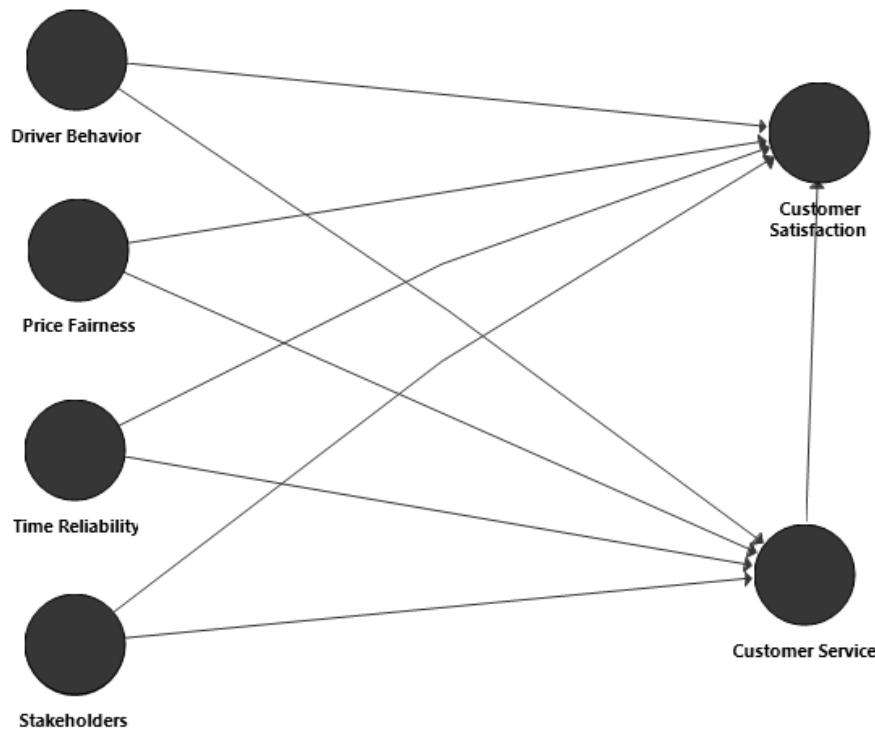 Driver Behavior
Price Fairness
Time Reliability
Stakeholders
Customer
Satisfaction
Customer Service